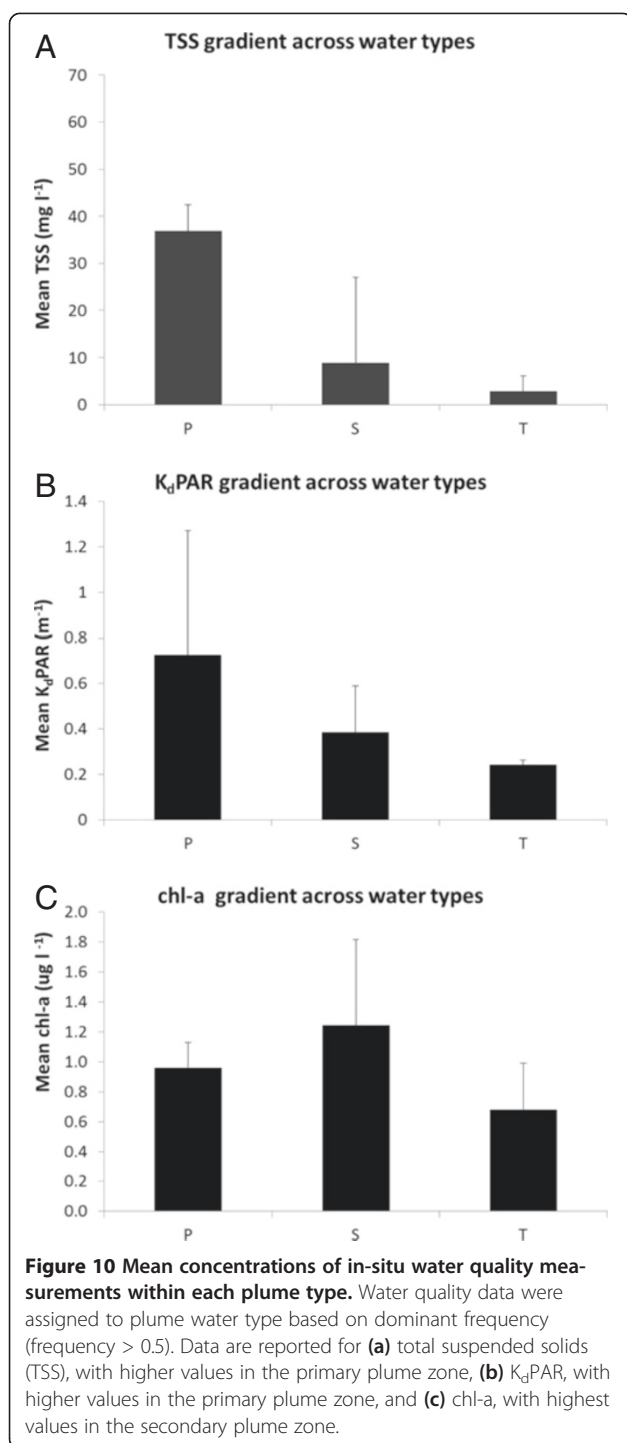 A
TSS gradient across water types
70
60
50
40
30
20
10
0
Mean TSS (mg l⁻¹)
P S T
B
KdPAR gradient across water types
1.4
1.2
1
0.8
0.6
0.4
0.2
0
Mean KdPAR (m⁻¹)
P S T
C
chl-a gradient across water types
2.0
1.8
1.6
1.4
1.2
1.0
0.8
0.6
0.4
0.2
0.0
Mean chl-a (ug l⁻¹)
P S T
Figure 10 Mean concentrations of in-situ water quality mea-
surements within each plume type. Water quality data were
assigned to plume water type based on dominant frequency
(frequency > 0.5). Data are reported for (a) total suspended solids
(TSS), with higher values in the primary plume zone, (b) KdPAR, with
higher values in the primary plume zone, and (c) chl-a, with highest
values in the secondary plume zone.